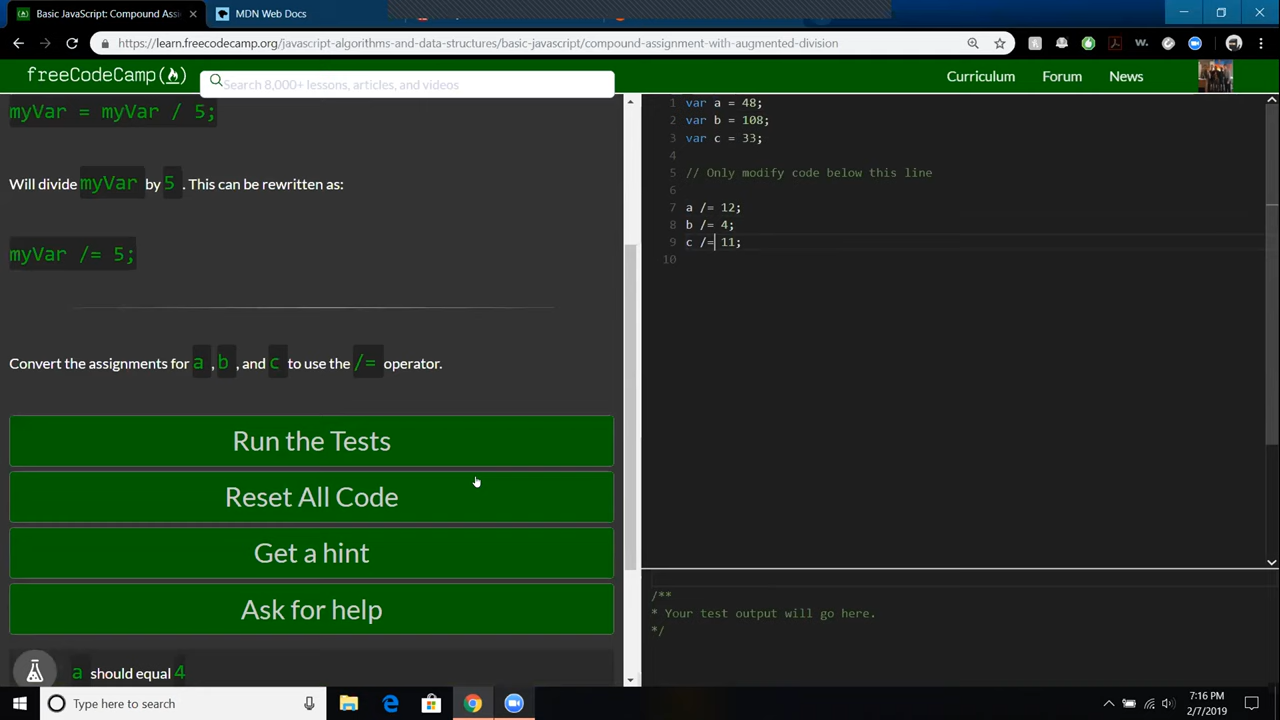 Basic JavaScript: Compound Assi
MDN Web Docs
https://learn.freecodecamp.org/javascript-algorithms-and-data-structures/basic-javascript/compound-assignment-with-augmented-division
freeCodeCamp
Search 8,000+ lessons, articles, and videos
Curriculum
Forum
News
myVar = myVar / 5;
Will divide myVar by 5 . This can be rewritten as:
myVar /= 5;
Convert the assignments for a , b , and c to use the /= operator.
Run the Tests
Reset All Code
Get a hint
Ask for help
a should equal 4
1 var a = 48;
2 var b = 108;
3 var c = 33;
4
5 // Only modify code below this line
6
7 a /= 12;
8 b /= 4;
9 c /= 11;
10
/**
* Your test output will go here.
*/
Type here to search
7:16 PM
2/7/2019